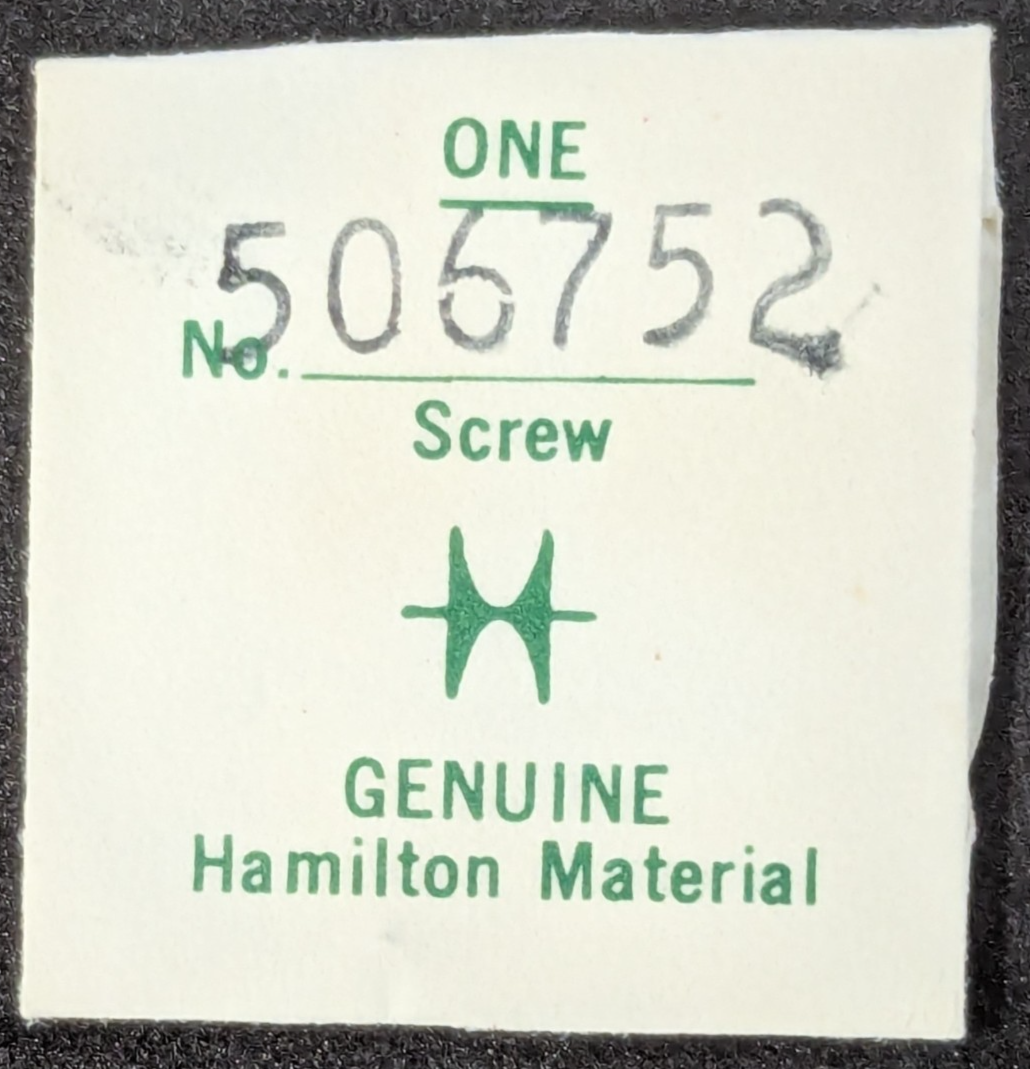 ONE
No. 506752
Screw
GENUINE
Hamilton Material